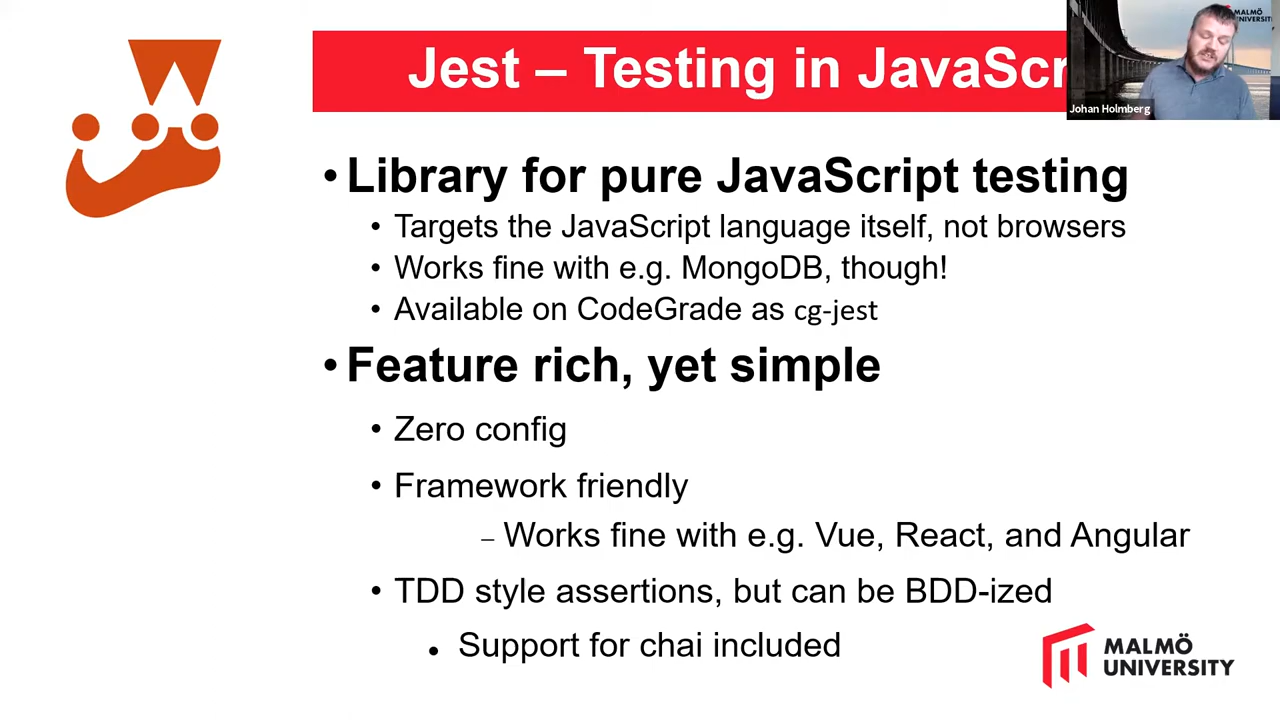 Jest – Testing in JavaScr
MALMÖ
UNIVERSITY
Johan Holmberg
• Library for pure JavaScript testing
• Targets the JavaScript language itself, not browsers
• Works fine with e.g. MongoDB, though!
• Available on CodeGrade as cg-jest
• Feature rich, yet simple
• Zero config
• Framework friendly
– Works fine with e.g. Vue, React, and Angular
• TDD style assertions, but can be BDD-ized
• Support for chai included
MALMÖ
UNIVERSITY